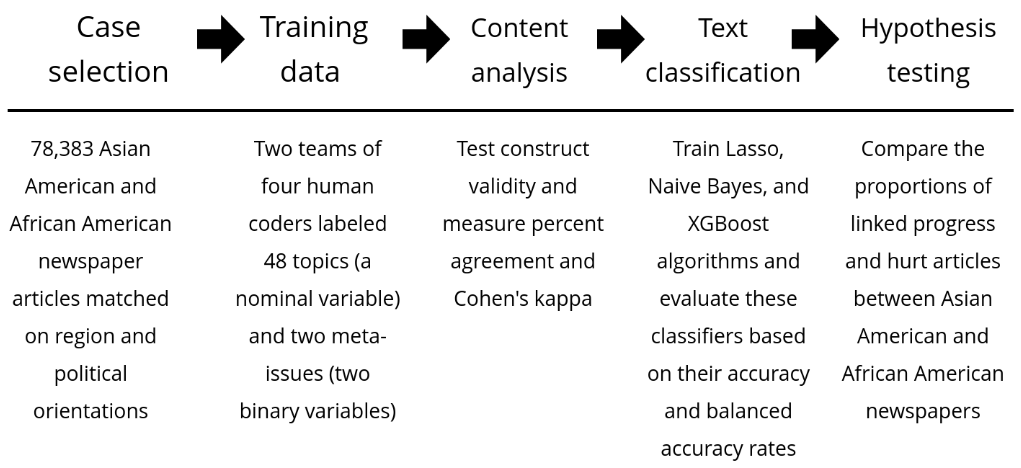 Case
selection
Training
data
Content
analysis
Text
classification
Hypothesis
testing
78,383 Asian
American and
African American
newspaper
articles matched
on region and
political
orientations
Two teams of
four human
coders labeled
48 topics (a
nominal variable)
and two meta-
issues (two
binary variables)
Test construct
validity and
measure percent
agreement and
Cohen's kappa
Train Lasso,
Naive Bayes, and
XGBoost
algorithms and
evaluate these
classifiers based
on their accuracy
and balanced
accuracy rates
Compare the
proportions of
linked progress
and hurt articles
between Asian
American and
African American
newspapers